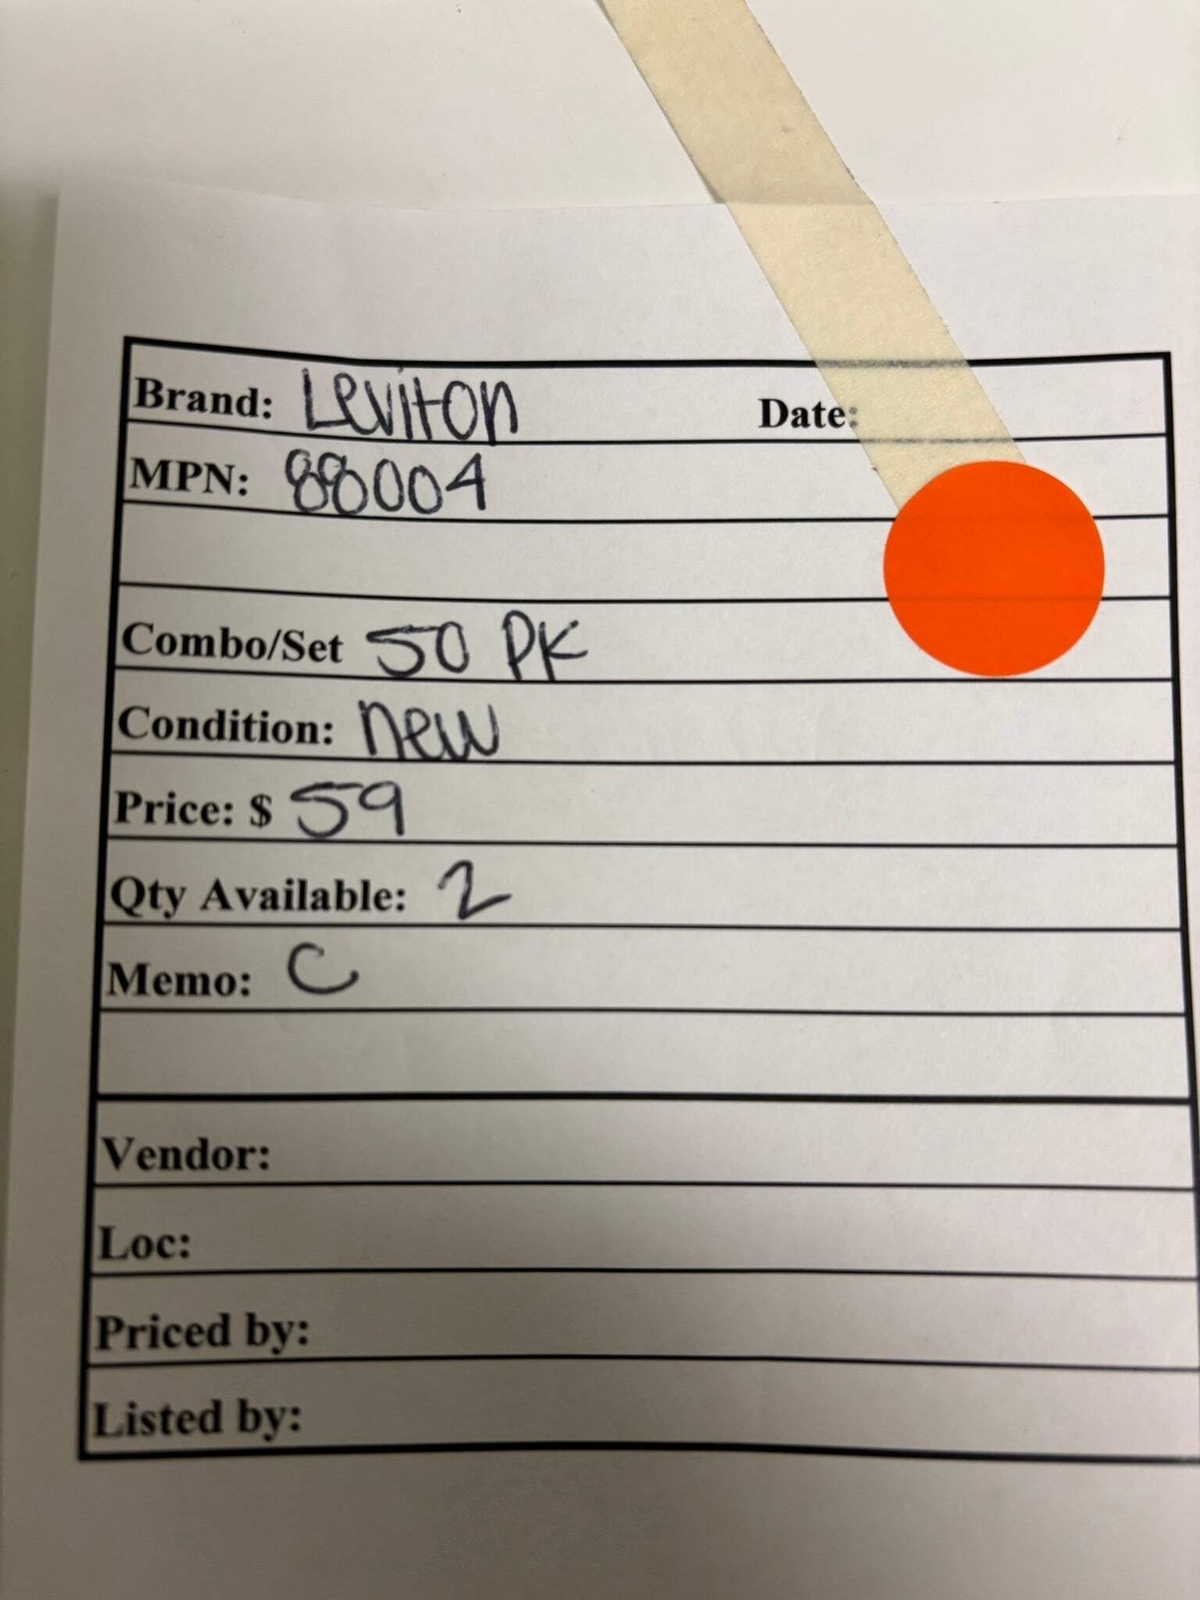 Brand: Leviton Date:
MPN: 88004
Combo/Set 50 PK
Condition: new
Price: $ 59
Qty Available: 2
Memo: C
Vendor:
Loc:
Priced by:
Listed by: